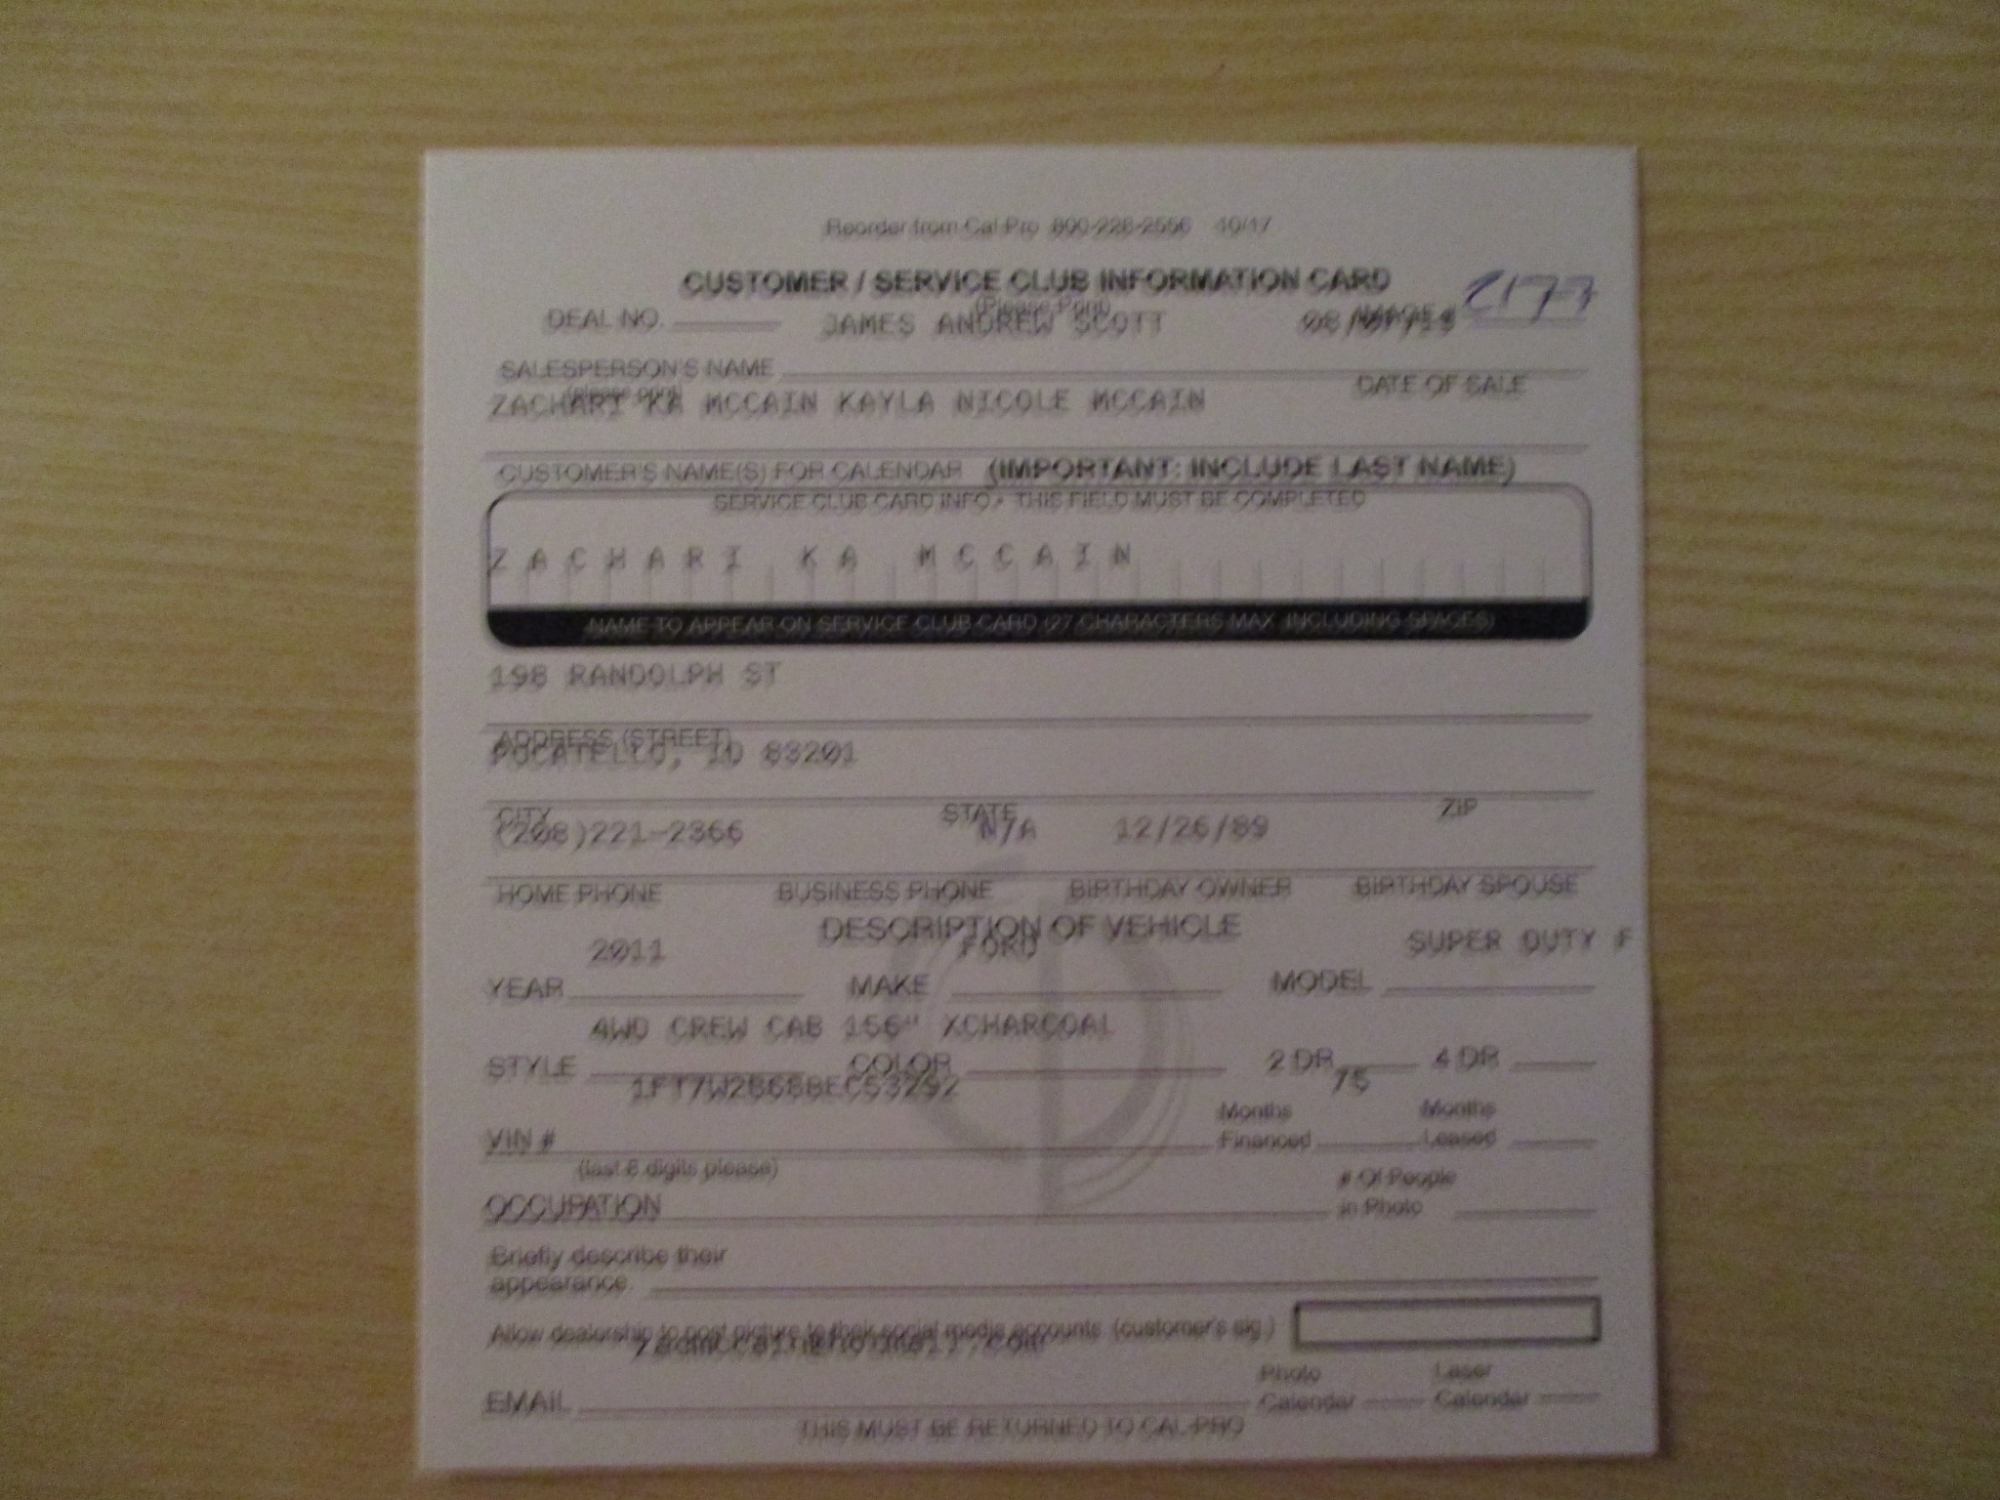 Reorder from Cal Pro 800-228-2556 10/17
CUSTOMER / SERVICE CLUB INFORMATION CARD
(Please Print)
2177
DEAL NO. JAMES ANDREW SCOTT
SALESPERSON'S NAME
(please print)
DATE OF SALE
ZACHARI KA MCCAIN KAYLA NICOLE MCCAIN
CUSTOMER'S NAME(S) FOR CALENDAR (IMPORTANT: INCLUDE LAST NAME)
SERVICE CLUB CARD INFO - THIS FIELD MUST BE COMPLETED
ZACHARI KA MCCAIN
NAME TO APPEAR ON SERVICE CLUB CARD (27 CHARACTERS MAX, INCLUDING SPACES)
198 RANDOLPH ST
ADDRESS (STREET)
POCATELLO, ID 83201
CITY STATE ZIP
(208)221-2366 N/A 12/26/89
HOME PHONE BUSINESS PHONE BIRTHDAY OWNER BIRTHDAY SPOUSE
DESCRIPTION OF VEHICLE
2011 FORD SUPER DUTY F
YEAR MAKE MODEL
4WD CREW CAB 156" XCHARCOAL
STYLE COLOR 2 DR 4 DR
75
VIN # Months Financed Months Leased
(last 8 digits please)
OCCUPATION # Of People in Photo
Briefly describe their
appearance.
Allow dealership to post picture to their social media accounts. (customer's sig.)
EMAIL Photo Calendar Laser Calendar
THIS MUST BE RETURNED TO CAL-PRO